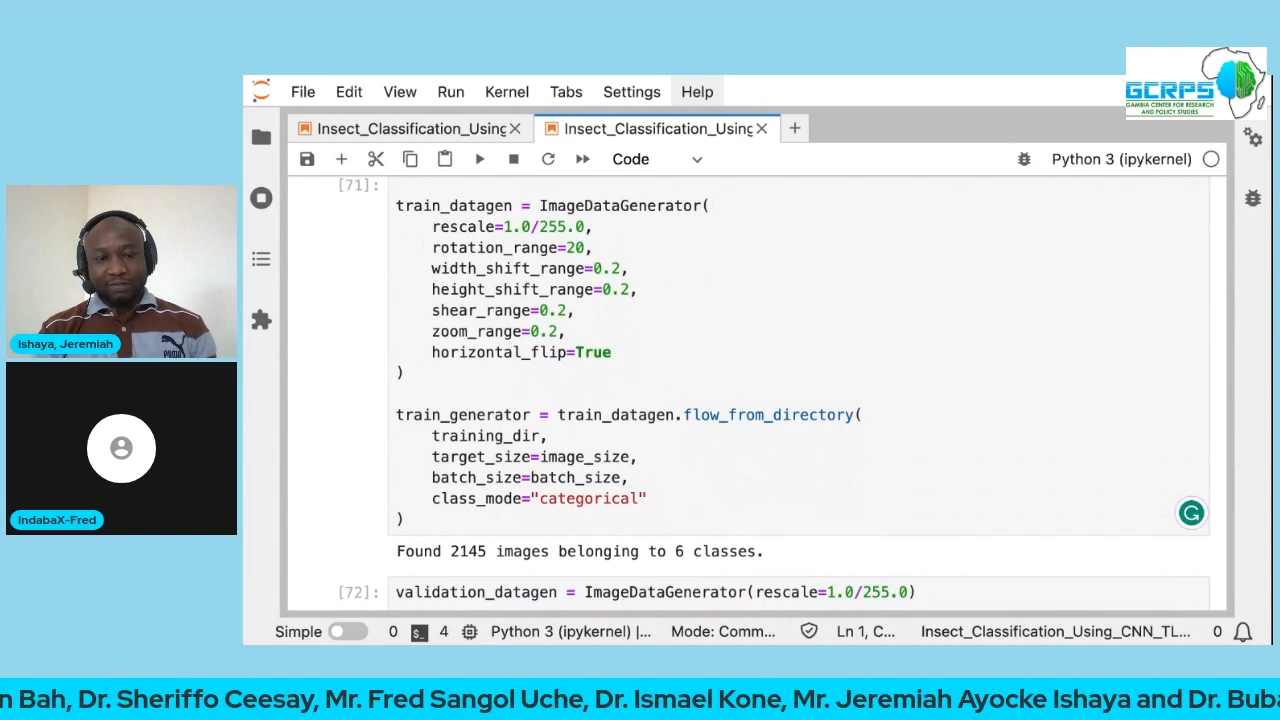 GCRPS
GAMBIA CENTER FOR RESEARCH
AND POLICY STUDIES
File Edit View Run Kernel Tabs Settings Help
Insect_Classification_Using Insect_Classification_Using
Code Python 3 (ipykernel)
[71]:
train_datagen = ImageDataGenerator(
rescale=1.0/255.0,
rotation_range=20,
width_shift_range=0.2,
height_shift_range=0.2,
shear_range=0.2,
zoom_range=0.2,
horizontal_flip=True
)
train_generator = train_datagen.flow_from_directory(
training_dir,
target_size=image_size,
batch_size=batch_size,
class_mode="categorical"
)
Found 2145 images belonging to 6 classes.
[72]: validation_datagen = ImageDataGenerator(rescale=1.0/255.0)
Simple 0 $_ 4 Python 3 (ipykernel) |... Mode: Comm... Ln 1, C... Insect_Classification_Using_CNN_TL... 0
PUMA
Ishaya, Jeremiah
IndabaX-Fred
n Bah, Dr. Sheriffo Ceesay, Mr. Fred Sangol Uche, Dr. Ismael Kone, Mr. Jeremiah Ayocke Ishaya and Dr. Buba